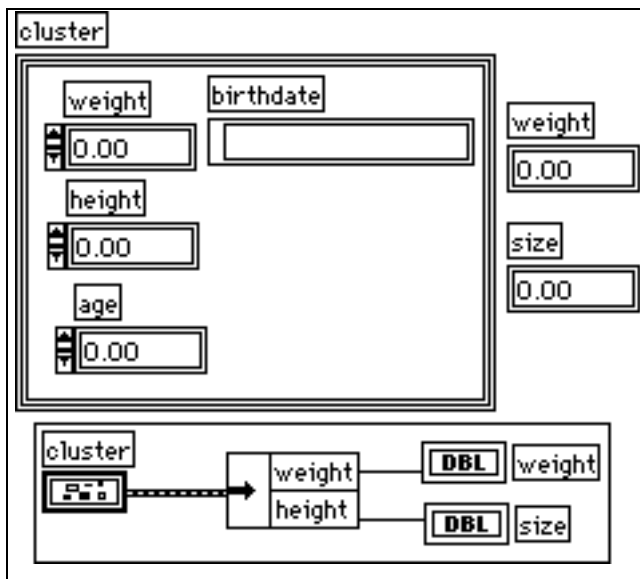 cluster
weight
birthdate
0.00
height
0.00
age
0.00
weight
0.00
size
0.00
cluster
weight
height
DBL weight
DBL size